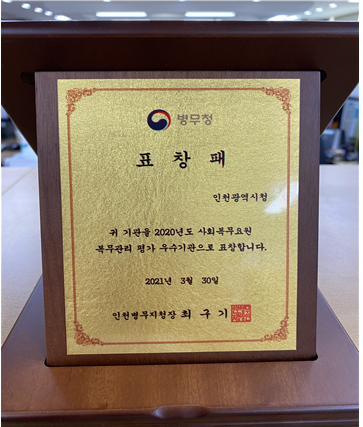 병무청
표 창 패
인천광역시청
귀 기관을 2020년도 사회복무요원
복무관리 평가 우수기관으로 표창합니다.
2021년 3월 30일
인천병무지청장 최 구 기